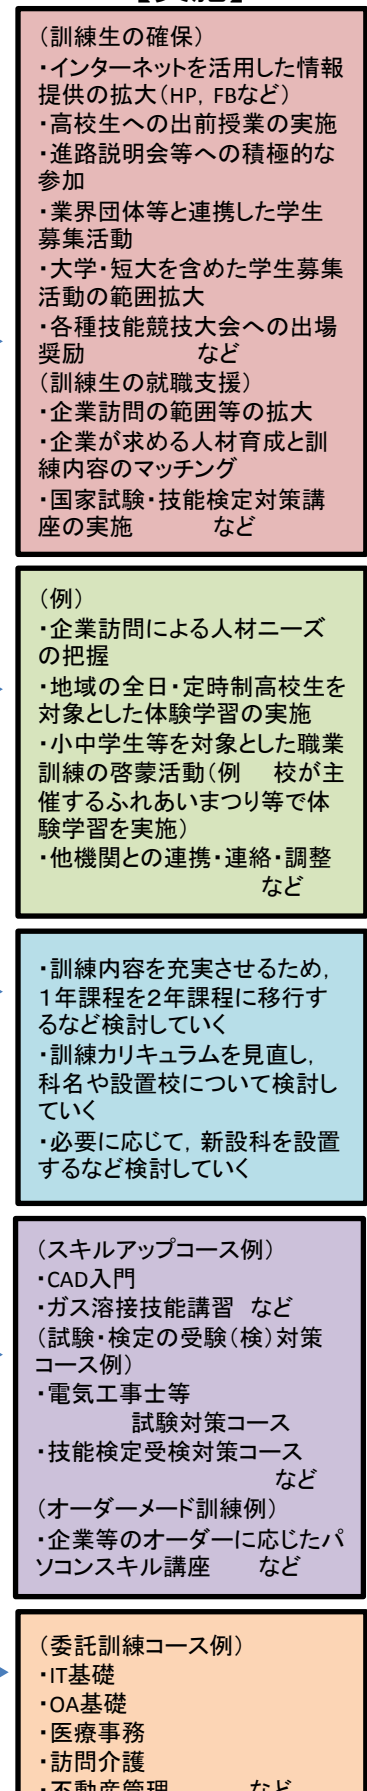 （訓練生の確保）
・インターネットを活用した情報
提供の拡大（HP，FBなど）
・高校生への出前授業の実施
・進路説明会等への積極的な
参加
・業界団体等と連携した学生
募集活動
・大学・短大を含めた学生募集
活動の範囲拡大
・各種技能競技大会への出場
奨励　　　　　など
（訓練生の就職支援）
・企業訪問の範囲等の拡大
・企業が求める人材育成と訓
練内容のマッチング
・国家試験・技能検定対策講
座の実施　　　　など
（例）
・企業訪問による人材ニーズ
の把握
・地域の全日・定時制高校生を
対象とした体験学習の実施
・小中学生等を対象とした職業
訓練の啓蒙活動（例　校が主
催するふれあいまつり等で体
験学習を実施）
・他機関との連携・連絡・調整
など
・訓練内容を充実させるため，
１年課程を２年課程に移行す
るなど検討していく
・訓練カリキュラムを見直し，
科名や設置校について検討し
ていく
・必要に応じて，新設科を設置
するなど検討していく
（スキルアップコース例）
・CAD入門
・ガス溶接技能講習　など
（試験・検定の受験（検）対策
コース例）
・電気工事士等
試験対策コース
・技能検定受検対策コース
など
（オーダーメード訓練例）
・企業等のオーダーに応じたパ
ソコンスキル講座　　など
（委託訓練コース例）
・IT基礎
・OA基礎
・医療事務
・訪問介護
・不動産管理　　　など